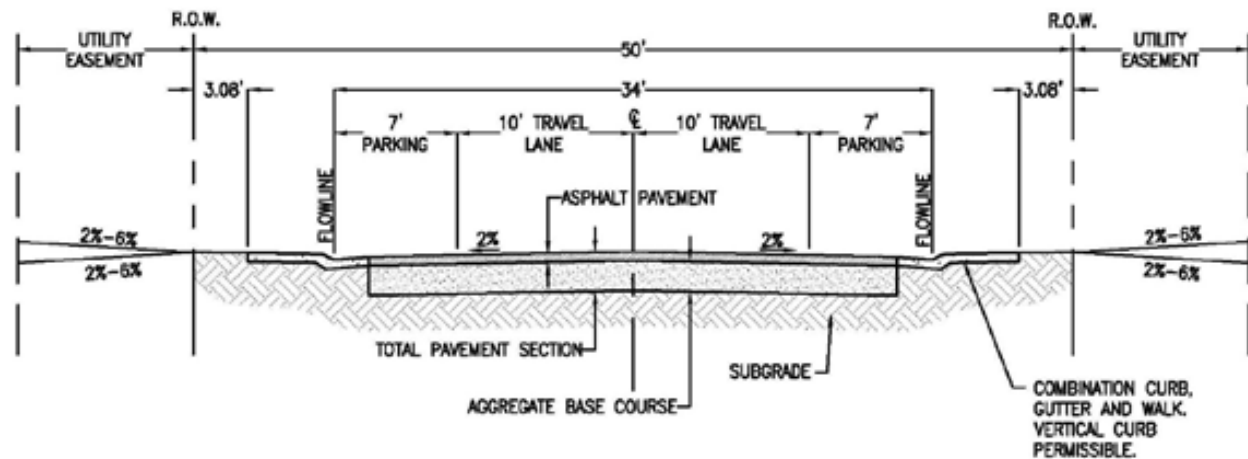 R.O.W.
R.O.W.
UTILITY
EASEMENT
50'
UTILITY
EASEMENT
3.08'
34'
3.08'
7'
PARKING
10' TRAVEL
LANE
℄
10' TRAVEL
LANE
7'
PARKING
FLOWLINE
FLOWLINE
ASPHALT PAVEMENT
2%-6%
2%-6%
2%
2%
2%-6%
2%-6%
TOTAL PAVEMENT SECTION
SUBGRADE
AGGREGATE BASE COURSE
COMBINATION CURB,
GUTTER AND WALK.
VERTICAL CURB
PERMISSIBLE.